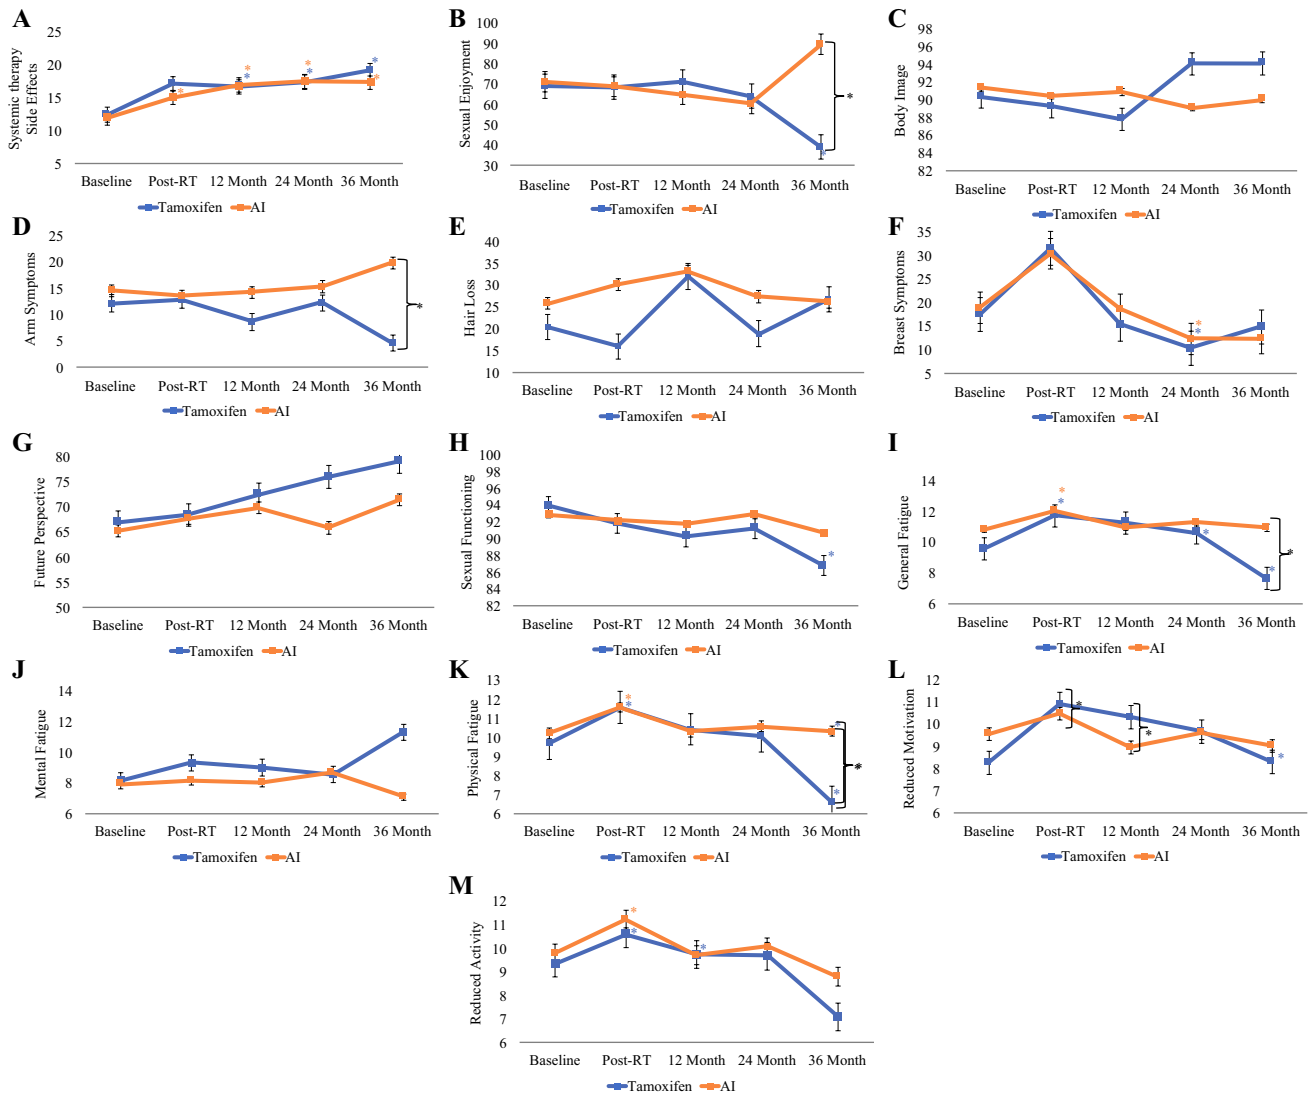 A
Systemic therapy
Side Effects
25
20
15
10
5
* * * * * * *
Baseline Post-RT 12 Month 24 Month 36 Month
Tamoxifen AI
B
Sexual Enjoyment
100
90
80
70
60
50
40
30
*
*
Baseline Post-RT 12 Month 24 Month 36 Month
Tamoxifen AI
C
Body Image
98
96
94
92
90
88
86
84
82
Baseline Post-RT 12 Month 24 Month 36 Month
Tamoxifen AI
D
Arm Symptoms
25
20
15
10
5
0
*
Baseline Post-RT 12 Month 24 Month 36 Month
Tamoxifen AI
E
Hair Loss
40
35
30
25
20
15
10
Baseline Post-RT 12 Month 24 Month 36 Month
Tamoxifen AI
F
Breast Symptoms
35
30
25
20
15
10
5
*
*
Baseline Post-RT 12 Month 24 Month 36 Month
Tamoxifen AI
G
Future Perspective
80
75
70
65
60
55
50
Baseline Post-RT 12 Month 24 Month 36 Month
Tamoxifen AI
H
Sexual Functioning
100
98
96
94
92
90
88
86
84
82
*
Baseline Post-RT 12 Month 24 Month 36 Month
Tamoxifen AI
I
General Fatigue
14
12
10
8
6
*
*
*
*
*
Baseline Post-RT 12 Month 24 Month 36 Month
Tamoxifen AI
J
Mental Fatigue
14
12
10
8
6
Baseline Post-RT 12 Month 24 Month 36 Month
Tamoxifen AI
K
Physical Fatigue
13
12
11
10
9
8
7
6
*
*
*
*
*
Baseline Post-RT 12 Month 24 Month 36 Month
Tamoxifen AI
L
Reduced Motivation
12
11
10
9
8
7
6
*
*
*
Baseline Post-RT 12 Month 24 Month 36 Month
Tamoxifen AI
M
Reduced Activity
12
11
10
9
8
7
6
*
*
*
Baseline Post-RT 12 Month 24 Month 36 Month
Tamoxifen AI